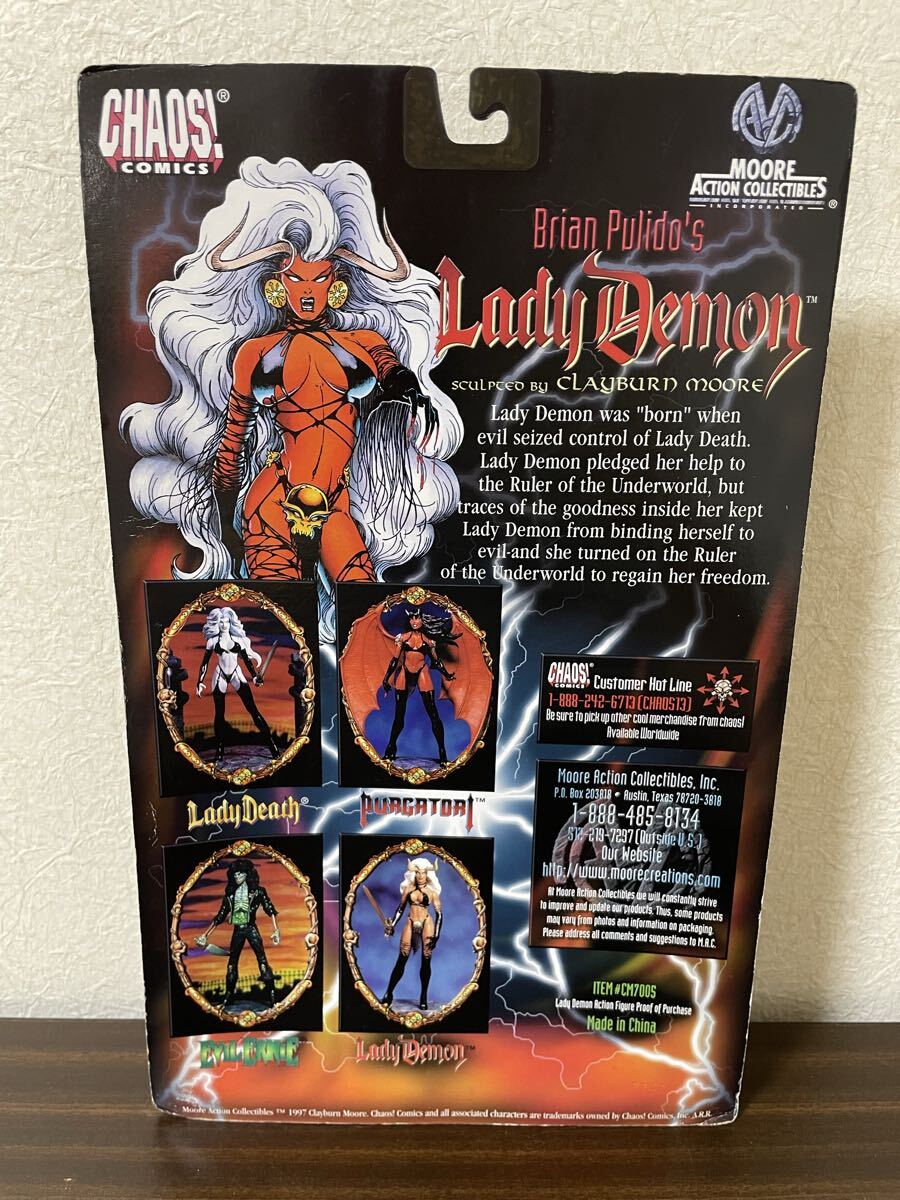 CHAOS!®
COMICS
MOORE
ACTION COLLECTIBLES
INCORPORATED ®
Brian Pulido's
Lady Demon™
SCULPTED BY CLAYBURN MOORE
Lady Demon was "born" when
evil seized control of Lady Death.
Lady Demon pledged her help to
the Ruler of the Underworld, but
traces of the goodness inside her kept
Lady Demon from binding herself to
evil-and she turned on the Ruler
of the Underworld to regain her freedom.
Lady Death®
PURGATORI™
EVIL ERNIE
Lady Demon™
CHAOS!® COMICS Customer Hot Line
1-888-242-6713 (CHAOS13)
Be sure to pick up other cool merchandise from chaos!
Available Worldwide
Moore Action Collectibles, Inc.
P.O. Box 203818 • Austin, Texas 78720-3818
1-888-485-8134
512-219-7297 (Outside U.S.)
Our Website
http://www.moorecreations.com
At Moore Action Collectibles we will constantly strive
to improve and update our products. Thus, some products
may vary from photos and information on packaging.
Please address all comments and suggestions to M.A.C.
ITEM #CM7005
Lady Demon Action Figure Proof of Purchase
Made in China
Moore Action Collectibles ™ 1997 Clayburn Moore. Chaos! Comics and all associated characters are trademarks owned by Chaos! Comics, Inc. A.R.R.